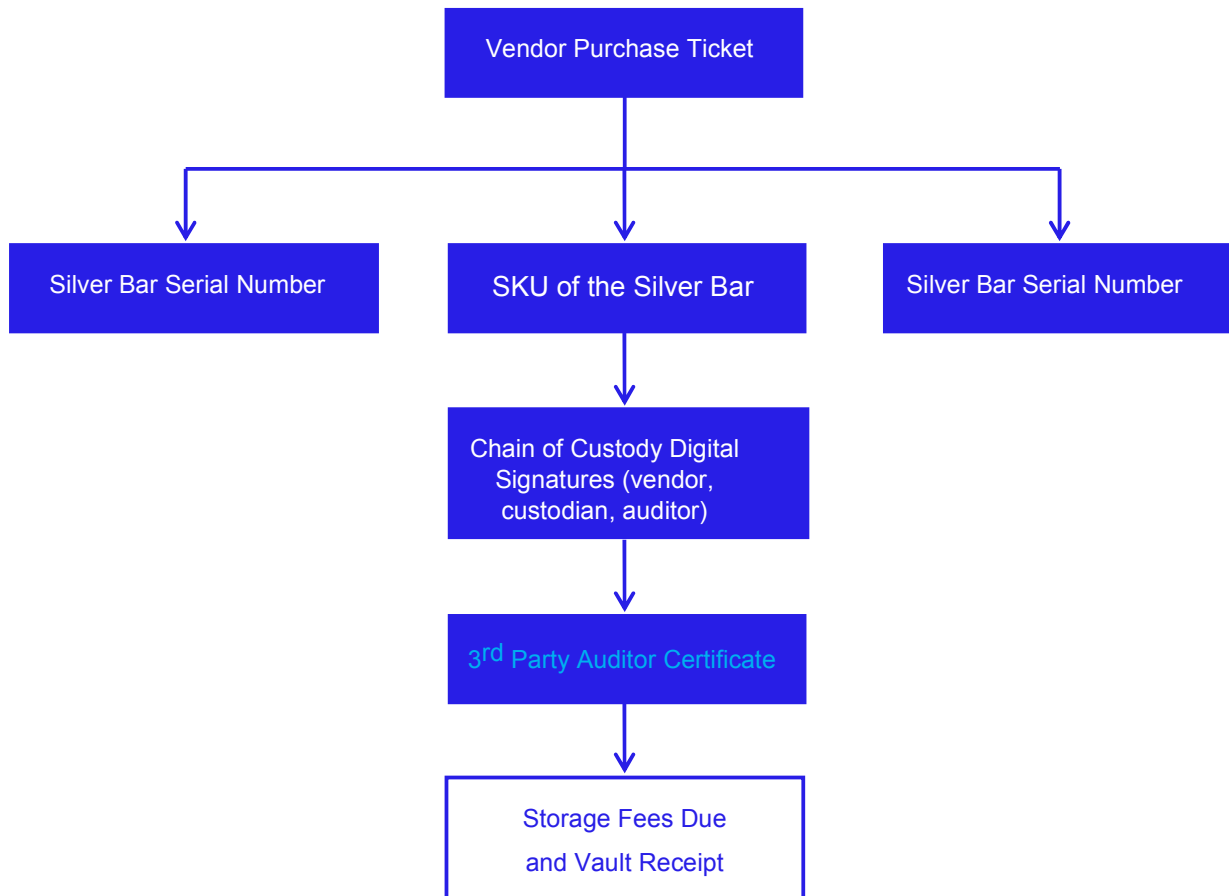 Vendor Purchase Ticket
Silver Bar Serial Number
SKU of the Silver Bar
Silver Bar Serial Number
Chain of Custody Digital
Signatures (vendor,
custodian, auditor)
3rd Party Auditor Certificate
Storage Fees Due
and Vault Receipt